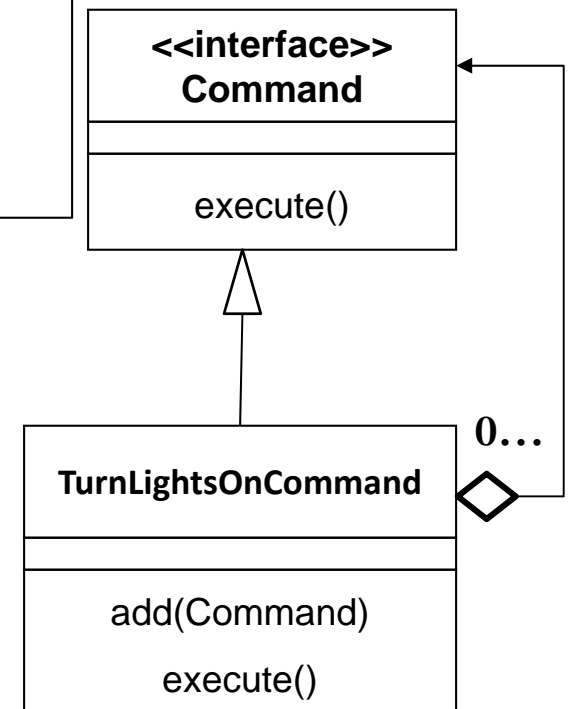 <<interface>>
Command
execute()
0…
TurnLightsOnCommand
add(Command)
execute()